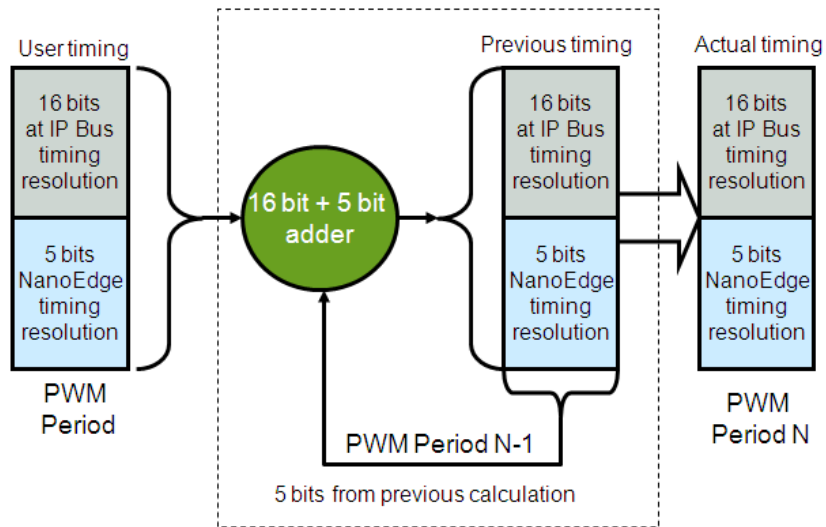 User timing
16 bits
at IP Bus
timing
resolution
5 bits
NanoEdge
timing
resolution
PWM
Period
16 bit + 5 bit
adder
Previous timing
16 bits
at IP Bus
timing
resolution
5 bits
NanoEdge
timing
resolution
PWM Period N-1
5 bits from previous calculation
Actual timing
16 bits
at IP Bus
timing
resolution
5 bits
NanoEdge
timing
resolution
PWM
Period N